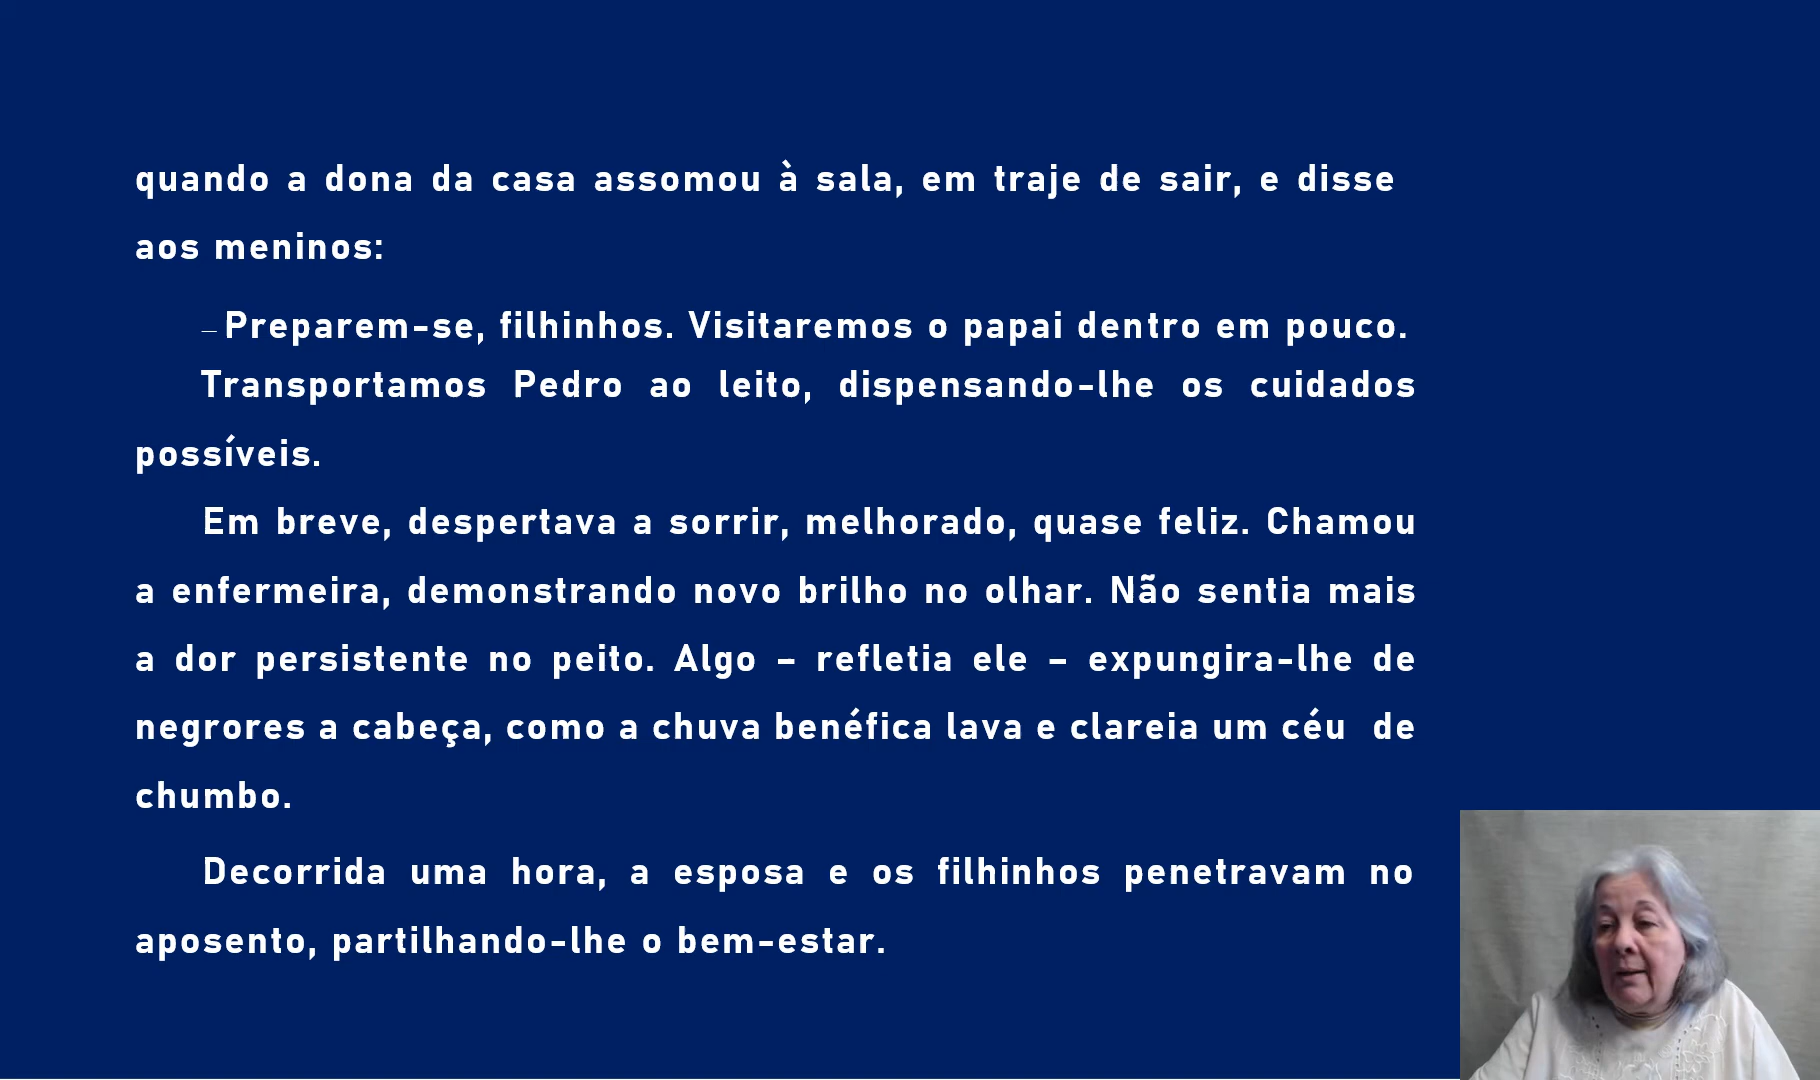 quando a dona da casa assomou à sala, em traje de sair, e disse
aos meninos:
– Preparem-se, filhinhos. Visitaremos o papai dentro em pouco.
Transportamos Pedro ao leito, dispensando-lhe os cuidados
possíveis.
Em breve, despertava a sorrir, melhorado, quase feliz. Chamou
a enfermeira, demonstrando novo brilho no olhar. Não sentia mais
a dor persistente no peito. Algo – refletia ele – expungira-lhe de
negrores a cabeça, como a chuva benéfica lava e clareia um céu de
chumbo.
Decorrida uma hora, a esposa e os filhinhos penetravam no
aposento, partilhando-lhe o bem-estar.